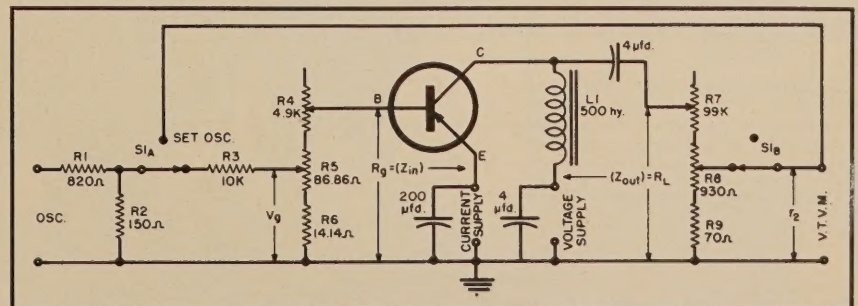 C
4µfd.
R4
4.9K
B
L1
500 hy.
R7
99K
S1A
SET OSC.
E
S1B
R1
820Ω
R3
10K
R5
86.86Ω
Rg=(Zin)
(Zout)=RL
R8
930Ω
OSC.
R2
150Ω
Vg
R6
14.14Ω
200
µfd.
CURRENT
SUPPLY
4
µfd.
VOLTAGE
SUPPLY
R9
70Ω
r2
V.T.V.M.